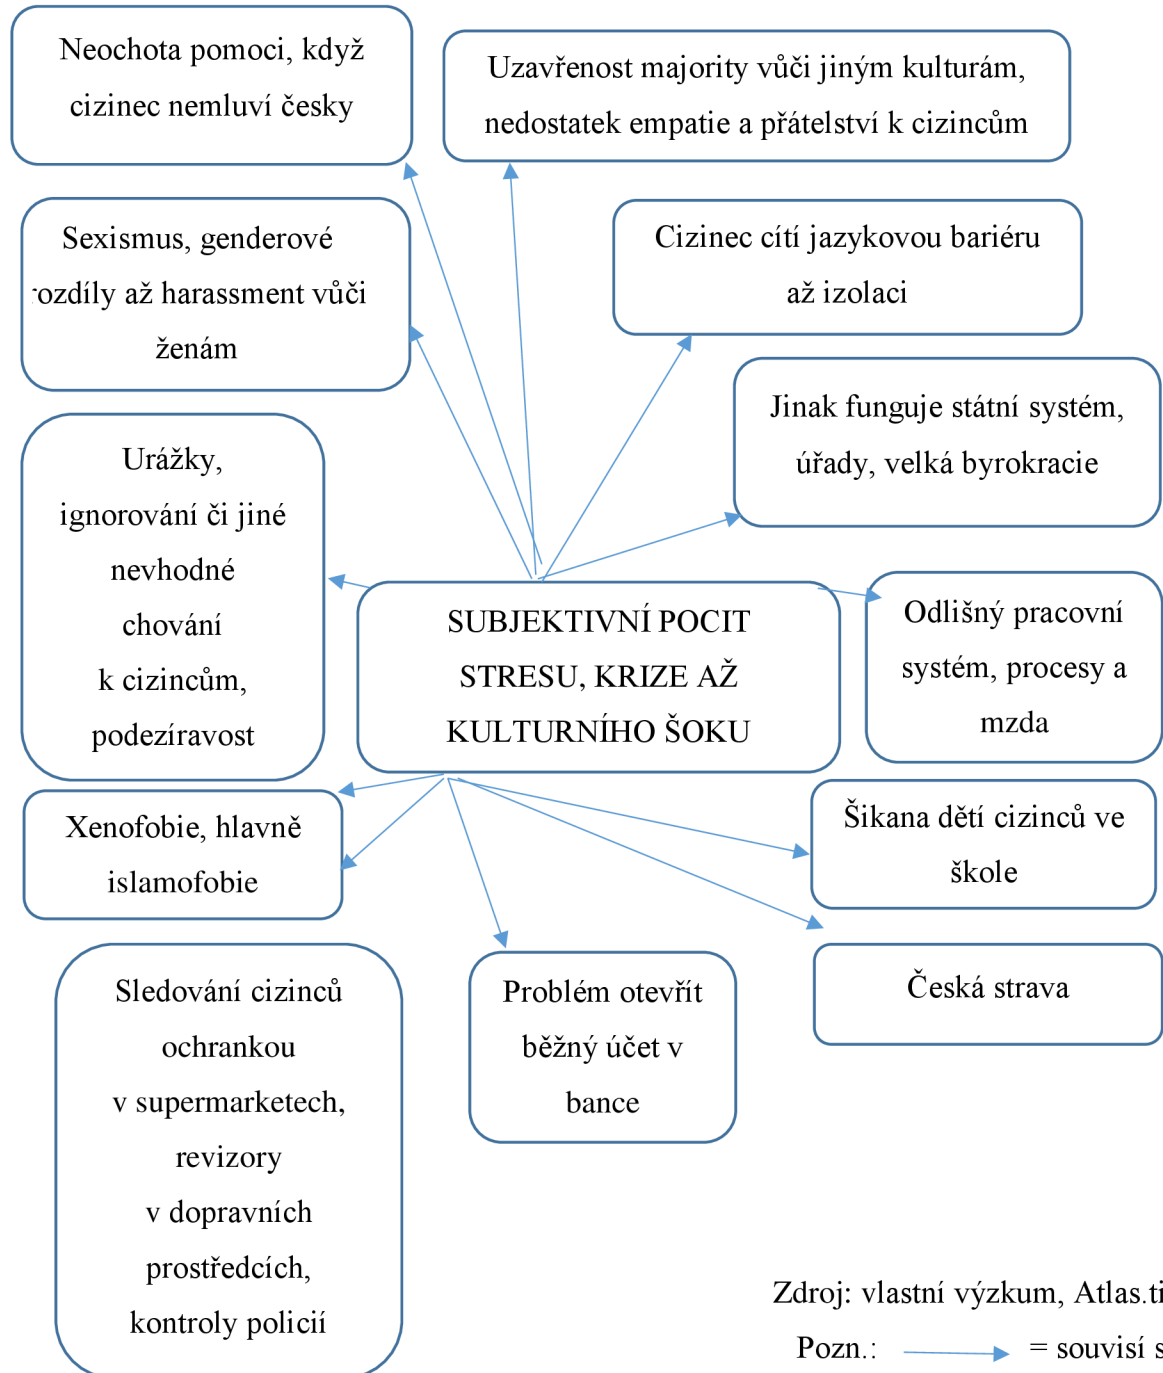 Neochota pomoci, když
cizinec nemluví česky
Uzavřenost majority vůči jiným kulturám,
nedostatek empatie a přátelství k cizincům
Sexismus, genderové
rozdíly až harassment vůči
ženám
Cizinec cítí jazykovou bariéru
až izolaci
Jinak funguje státní systém,
úřady, velká byrokracie
Urážky,
ignorování či jiné
nevhodné
chování
k cizincům,
podezíravost
SUBJEKTIVNÍ POCIT
STRESU, KRIZE AŽ
KULTURNÍHO ŠOKU
Odlišný pracovní
systém, procesy a
mzda
Xenofobie, hlavně
islamofobie
Šikana dětí cizinců ve
škole
Sledování cizinců
ochrankou
v supermarketech,
revizory
v dopravních
prostředcích,
kontroly policií
Problém otevřít
běžný účet v
bance
Česká strava
Zdroj: vlastní výzkum, Atlas.ti
Pozn.: = souvisí s